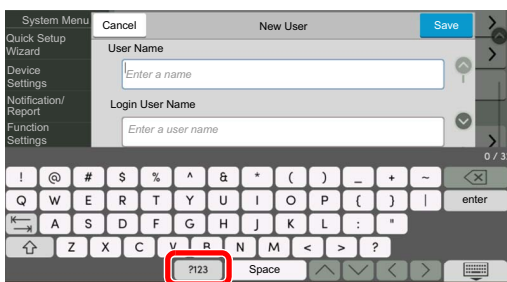 System Menu
Cancel
New User
Save
Quick Setup
Wizard
User Name
Enter a name
Device
Settings
Notification/
Report
Login User Name
Enter a user name
Function
Settings
0 / 3
! @ # $ % ^ & * ( ) _ + ~
Q W E R T Y U I O P { } | enter
A S D F G H J K L : "
Z X C V B N M < > ?
?123 Space